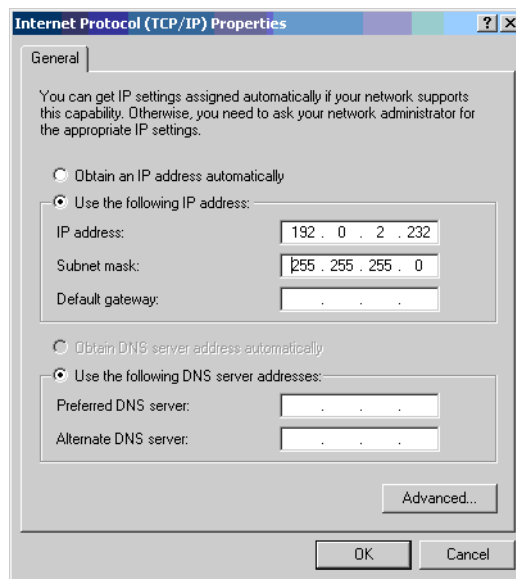 Internet Protocol (TCP/IP) Properties
General
You can get IP settings assigned automatically if your network supports
this capability. Otherwise, you need to ask your network administrator for
the appropriate IP settings.
Obtain an IP address automatically
Use the following IP address:
IP address: 192 . 0 . 2 . 232
Subnet mask: 255 . 255 . 255 . 0
Default gateway: . . .
Obtain DNS server address automatically
Use the following DNS server addresses:
Preferred DNS server: . . .
Alternate DNS server: . . .
Advanced...
OK Cancel